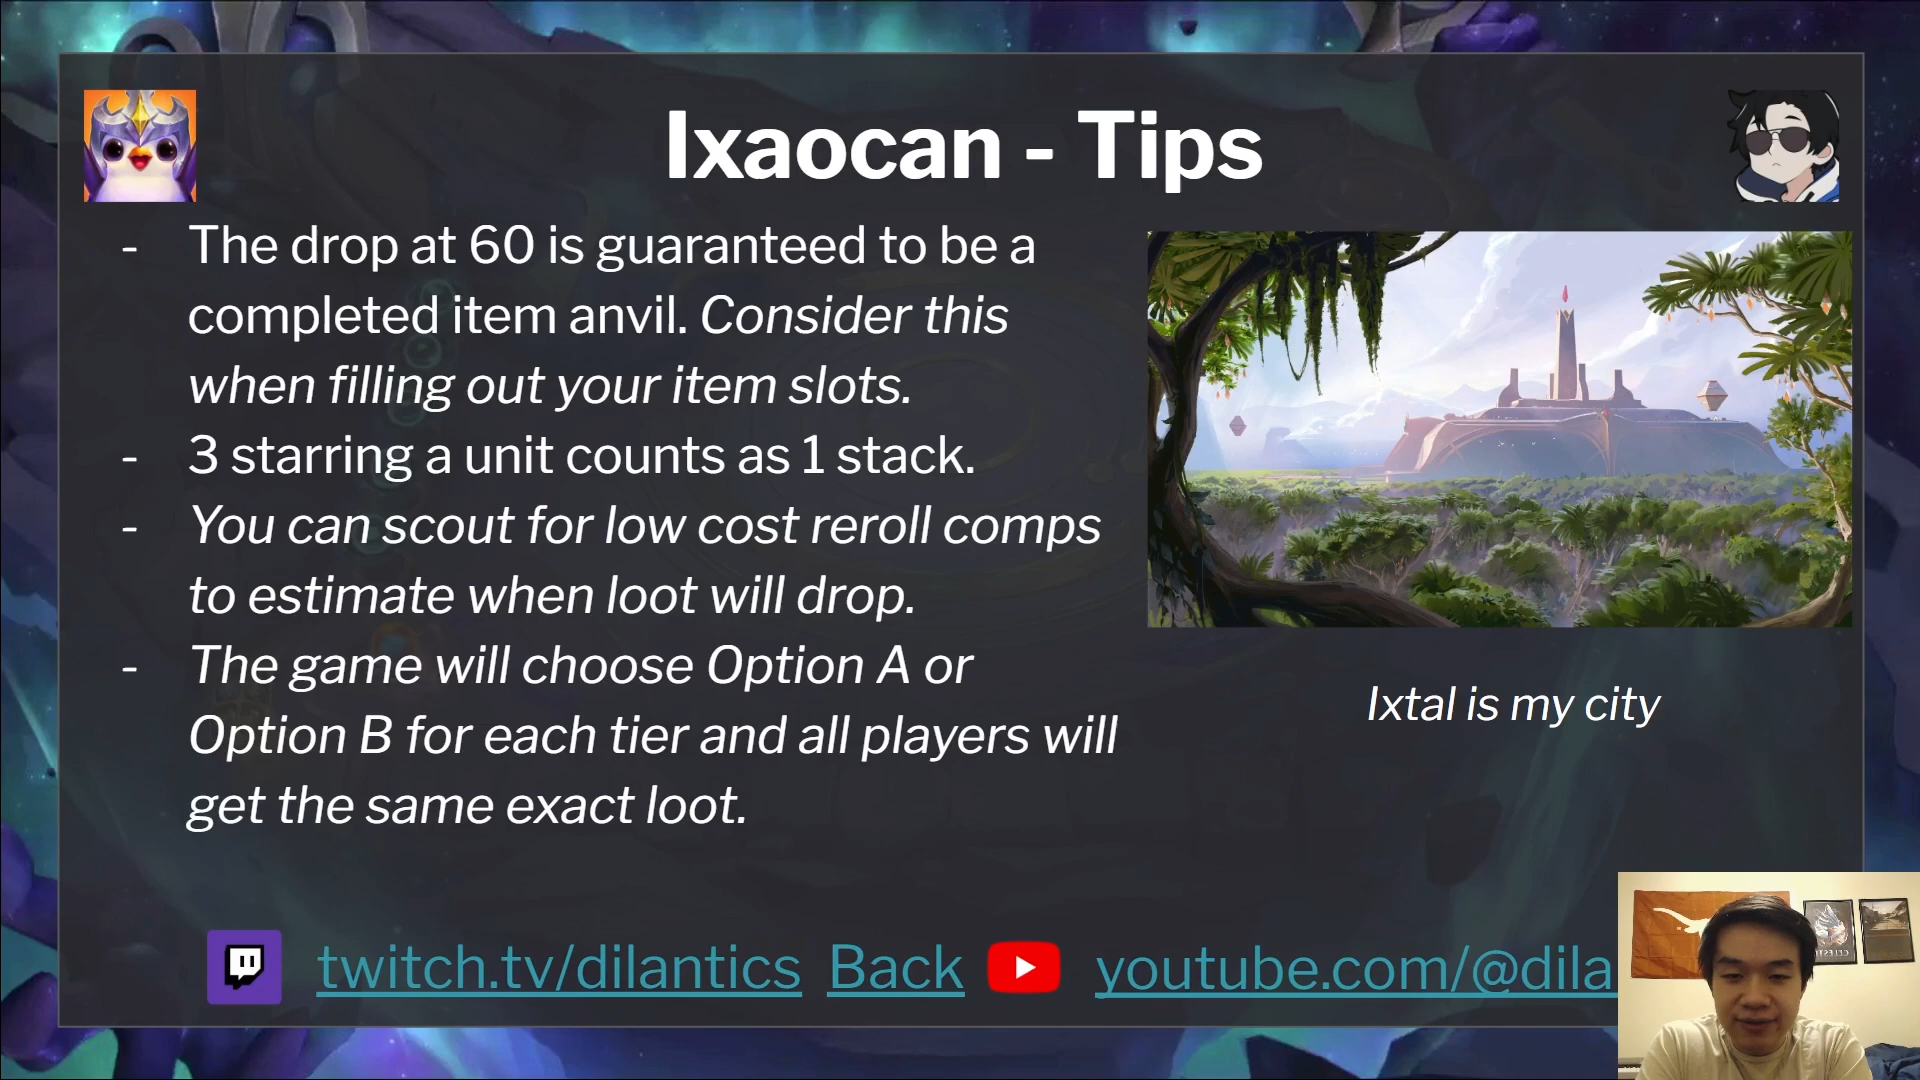 Ixaocan - Tips
- The drop at 60 is guaranteed to be a
completed item anvil. Consider this
when filling out your item slots.
- 3 starring a unit counts as 1 stack.
- You can scout for low cost reroll comps
to estimate when loot will drop.
- The game will choose Option A or
Option B for each tier and all players will
get the same exact loot.
Ixtal is my city
twitch.tv/dilantics Back youtube.com/@dila